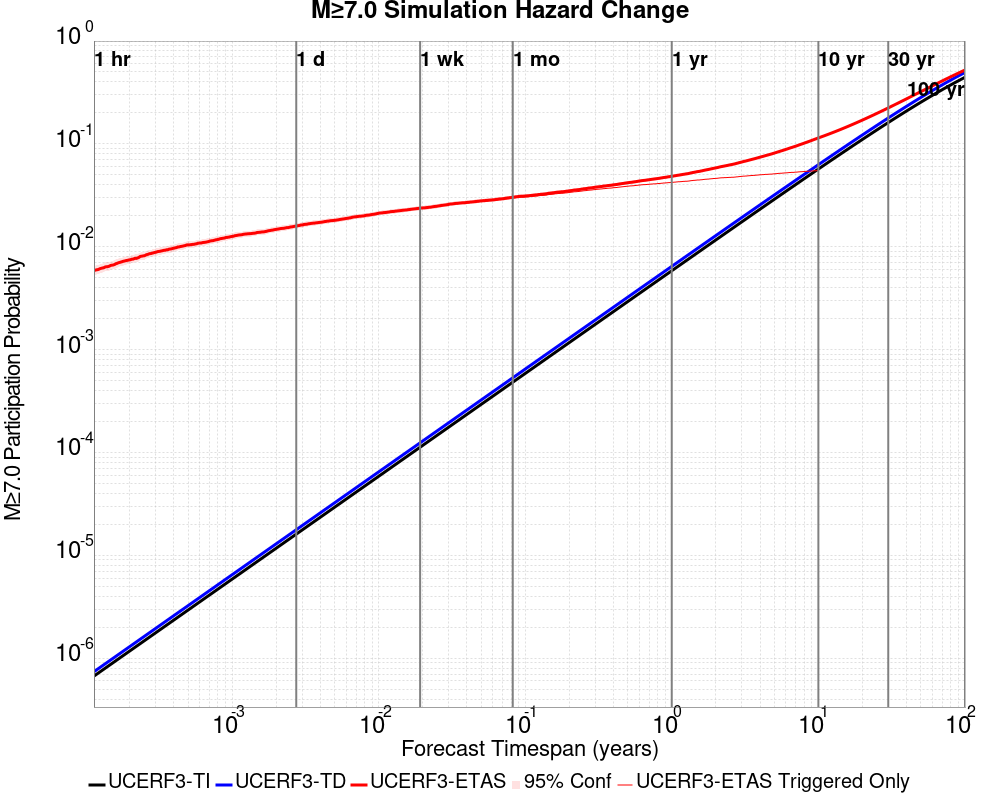 M≥7.0 Simulation Hazard Change
M≥7.0 Participation Probability
10^0
10^-1
10^-2
10^-3
10^-4
10^-5
10^-6
1 hr
1 d
1 wk
1 mo
1 yr
10 yr
30 yr
100 yr
10^-3
10^-2
10^-1
10^0
10^1
10^2
Forecast Timespan (years)
UCERF3-TI UCERF3-TD UCERF3-ETAS 95% Conf UCERF3-ETAS Triggered Only